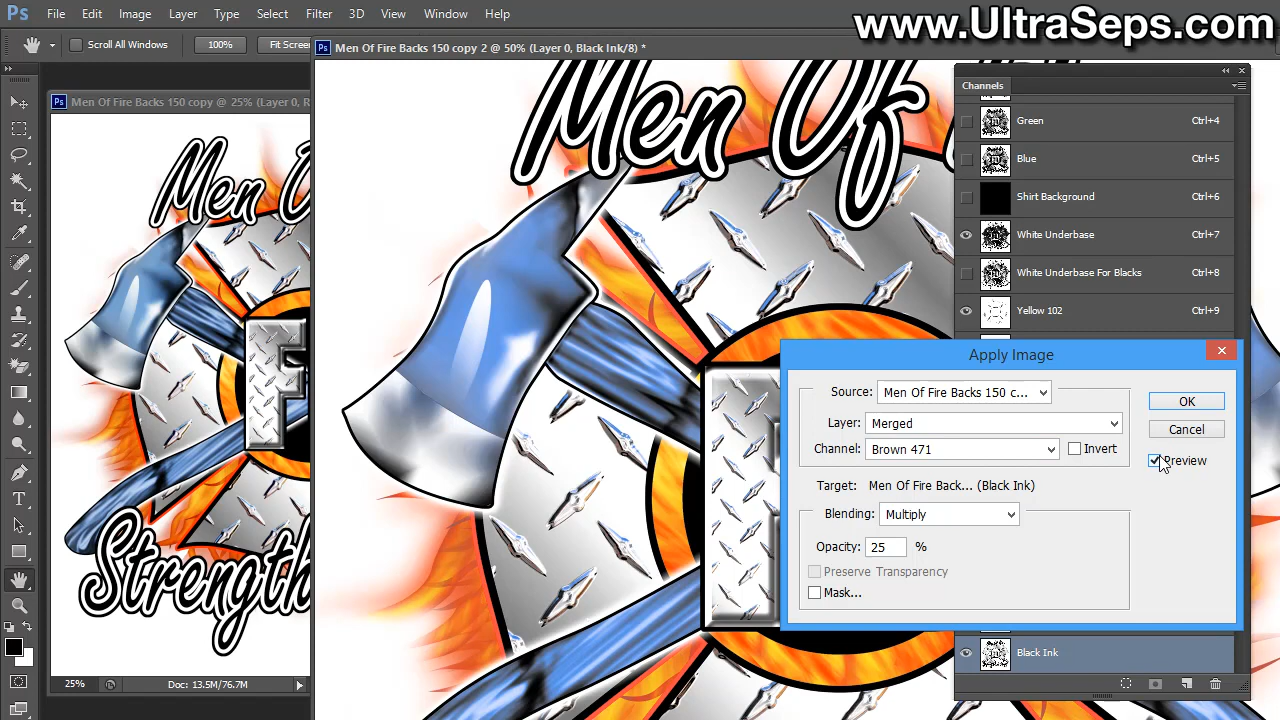 www.UltraSeps.com
Ps File Edit Image Layer Type Select Filter 3D View Window Help
Scroll All Windows 100% Fit Screen
Ps Men Of Fire Backs 150 copy 2 @ 50% (Layer 0, Black Ink/8) *
Channels
Ps Men Of Fire Backs 150 copy @ 25% (Layer 0, R
Men O
Men Of
Green Ctrl+4
Blue Ctrl+5
Shirt Background Ctrl+6
White Underbase Ctrl+7
White Underbase For Blacks Ctrl+8
Yellow 102 Ctrl+9
Apply Image
Source: Men Of Fire Backs 150 c...
OK
Layer: Merged
Cancel
Channel: Brown 471 Invert
Preview
Target: Men Of Fire Back... (Black Ink)
Blending: Multiply
Opacity: 25 %
Preserve Transparency
Mask...
F
Strength
Black Ink
25% Doc: 13.5M/76.7M